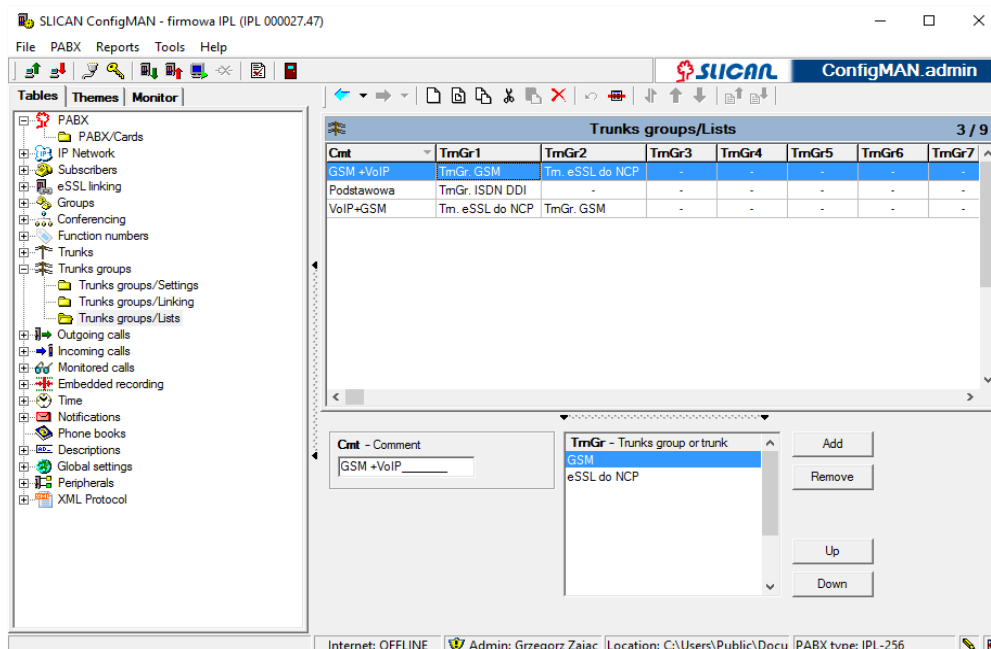 SLICAN ConfigMAN - firmowa IPL (IPL 000027.47)
File PABX Reports Tools Help
SLICAN ConfigMAN.admin
Tables Themes Monitor
PABX
PABX/Cards
IP Network
Subscribers
eSSL linking
Groups
Conferencing
Function numbers
Trunks
Trunks groups
Trunks groups/Settings
Trunks groups/Linking
Trunks groups/Lists
Outgoing calls
Incoming calls
Monitored calls
Embedded recording
Time
Notifications
Phone books
Descriptions
Global settings
Peripherals
XML Protocol
Trunks groups/Lists 3 / 9
Cmt TrnGr1 TrnGr2 TrnGr3 TrnGr4 TrnGr5 TrnGr6 TrnGr7
GSM +VoIP TrnGr. GSM Trn. eSSL do NCP - - - - -
Podstawowa TrnGr. ISDN DDI - - - - - -
VoIP+GSM Trn. eSSL do NCP TrnGr. GSM - - - - -
Cmt - Comment
GSM +VoIP_______
TrnGr - Trunks group or trunk
GSM
eSSL do NCP
Add
Remove
Up
Down
Internet: OFFLINE Admin: Grzegorz Zajac Location: C:\Users\Public\Docu PABX type: IPL-256